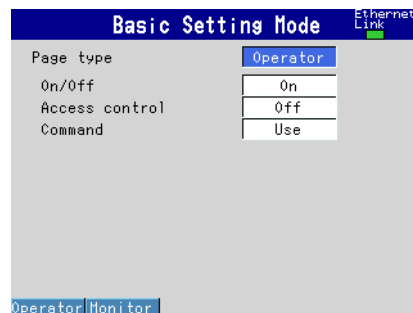 Basic Setting Mode
Ethernet
Link
Page type Operator
On/Off On
Access control Off
Command Use
Operator Monitor